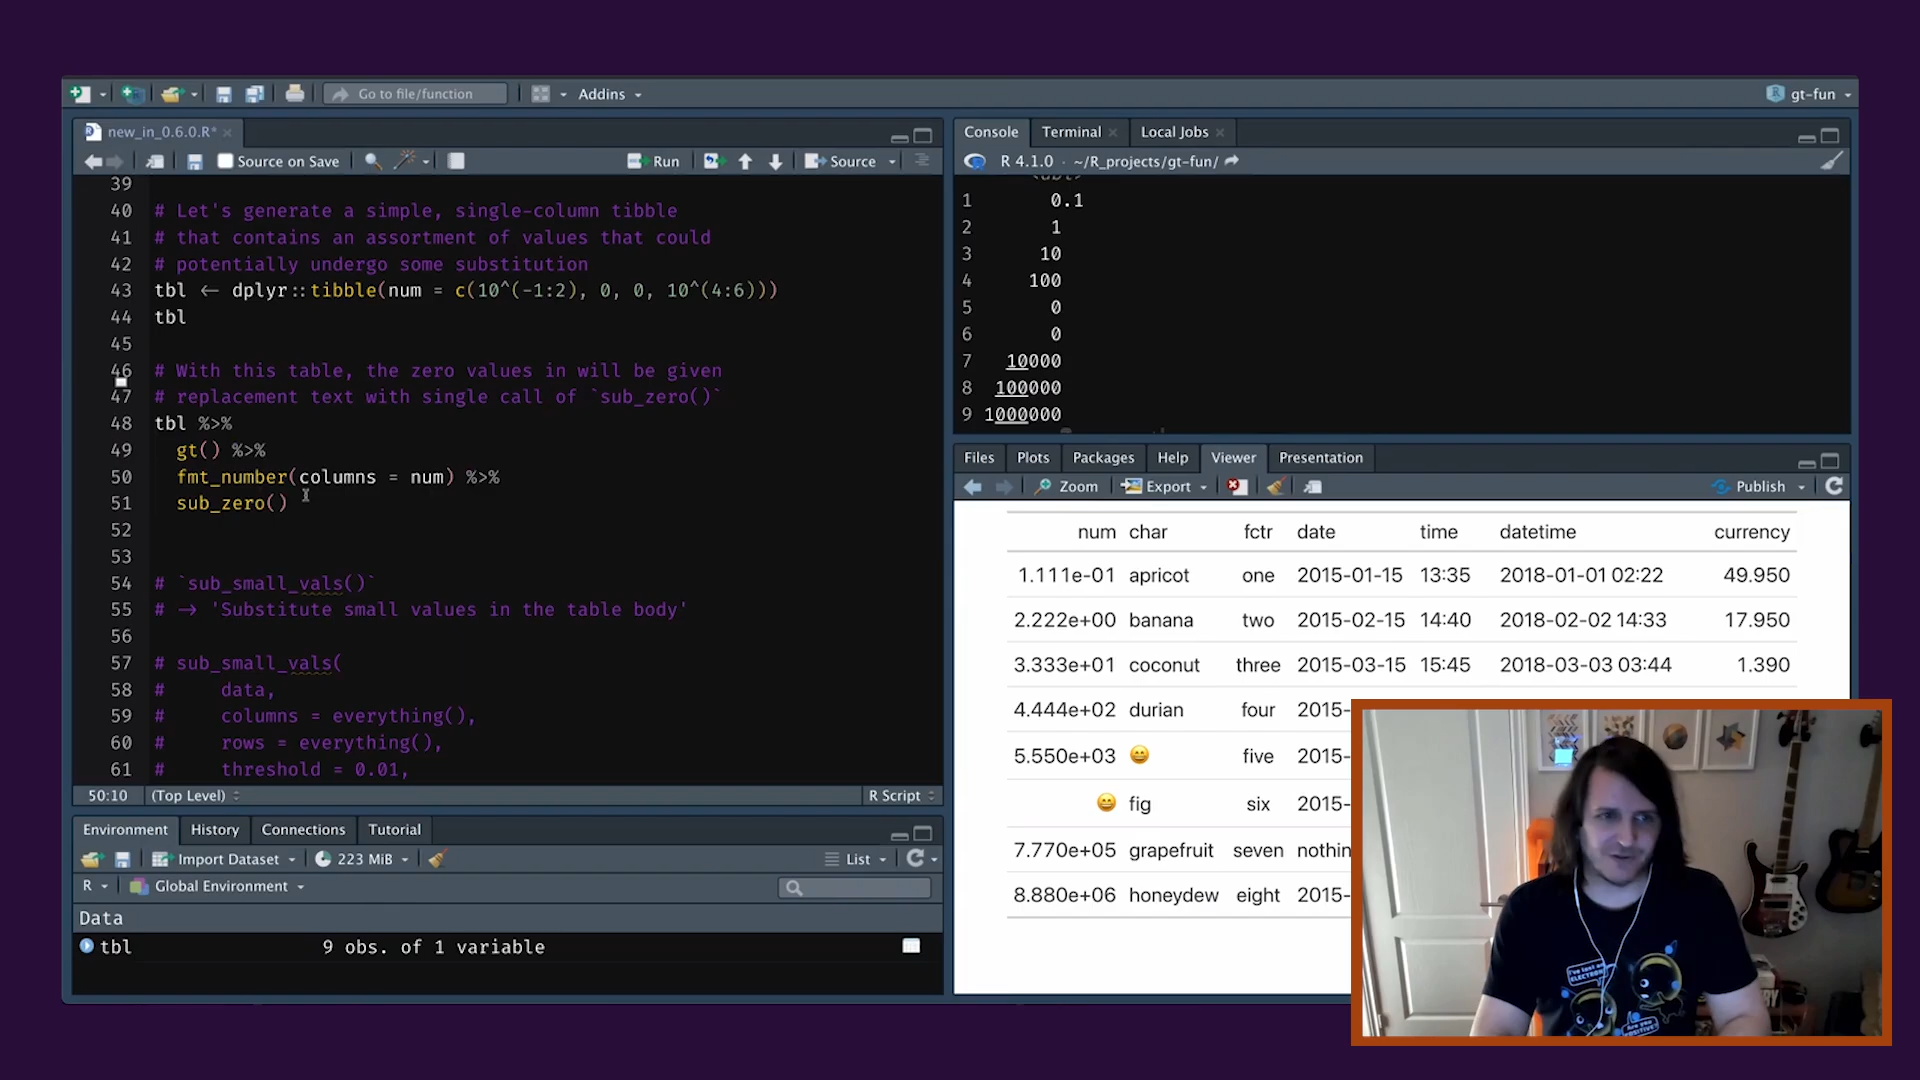 Go to file/function
Addins
gt-fun
new_in_0.6.0.R*
Source on Save
Run
Source
39
40 # Let's generate a simple, single-column tibble
41 # that contains an assortment of values that could
42 # potentially undergo some substitution
43 tbl <- dplyr::tibble(num = c(10^(-1:2), 0, 0, 10^(4:6)))
44 tbl
45
46 # With this table, the zero values in will be given
47 # replacement text with single call of `sub_zero()`
48 tbl %>%
49 gt() %>%
50 fmt_number(columns = num) %>%
51 sub_zero()
52
53
54 # `sub_small_vals()`
55 # -> 'Substitute small values in the table body'
56
57 # sub_small_vals(
58 # data,
59 # columns = everything(),
60 # rows = everything(),
61 # threshold = 0.01,
50:10 (Top Level) R Script
Environment History Connections Tutorial
Import Dataset 223 MiB List
R Global Environment
Data
tbl 9 obs. of 1 variable
Console Terminal Local Jobs
R 4.1.0 · ~/R_projects/gt-fun/
1 0.1
2 1
3 10
4 100
5 0
6 0
7 10000
8 100000
9 1000000
Files Plots Packages Help Viewer Presentation
Zoom Export Publish
num char fctr date time datetime currency
1.111e-01 apricot one 2015-01-15 13:35 2018-01-01 02:22 49.950
2.222e+00 banana two 2015-02-15 14:40 2018-02-02 14:33 17.950
3.333e+01 coconut three 2015-03-15 15:45 2018-03-03 03:44 1.390
4.444e+02 durian four 2015-
5.550e+03 😀 five 2015-
😀 fig six 2015-
7.770e+05 grapefruit seven nothin
8.880e+06 honeydew eight 2015-
I've lost an
ELECTRON!
Are you
POSITIVE?